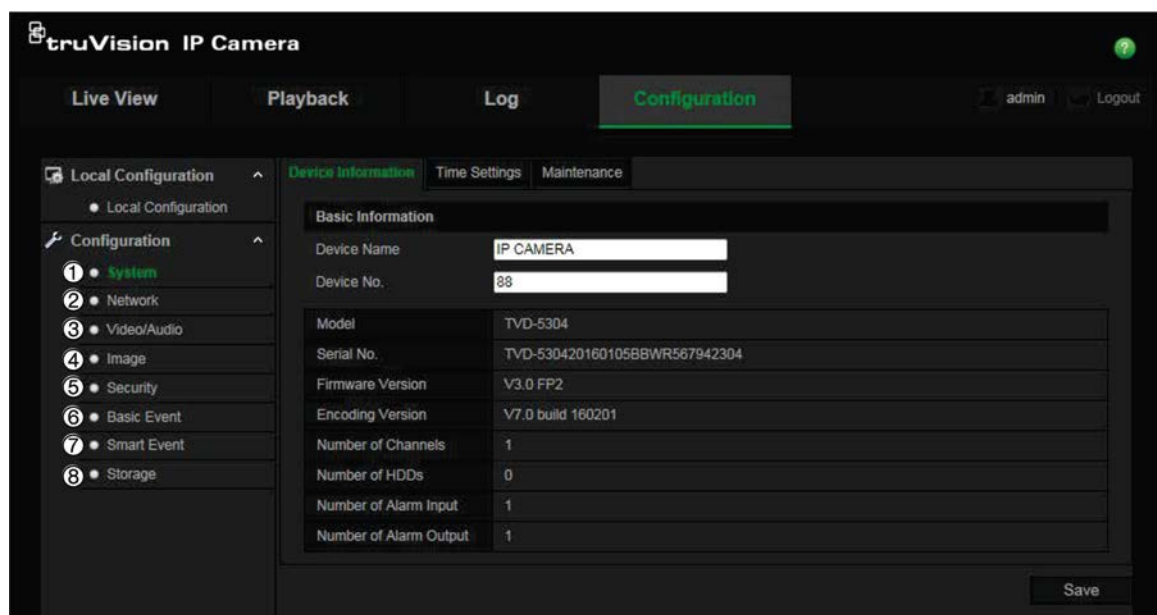 truVision IP Camera
?
Live View Playback Log Configuration admin Logout
Local Configuration
Local Configuration
Configuration
① System
② Network
③ Video/Audio
④ Image
⑤ Security
⑥ Basic Event
⑦ Smart Event
⑧ Storage
Device Information Time Settings Maintenance
Basic Information
Device Name IP CAMERA
Device No. 88
Model TVD-5304
Serial No. TVD-530420160105BBWR567942304
Firmware Version V3.0 FP2
Encoding Version V7.0 build 160201
Number of Channels 1
Number of HDDs 0
Number of Alarm Input 1
Number of Alarm Output 1
Save